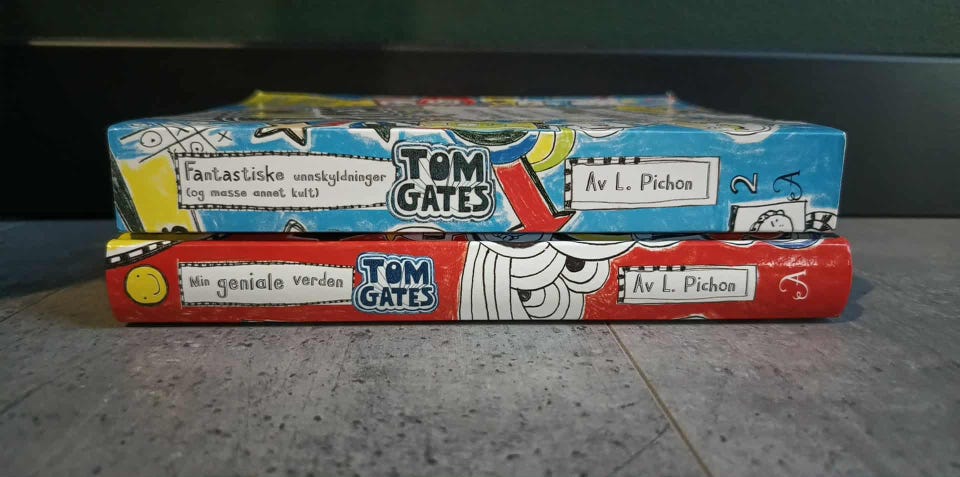 Fantastiske unnskyldninger
(og masse annet kult)
TOM
GATES
Av L. Pichon
2
A
Min geniale verden
TOM
GATES
Av L. Pichon
A